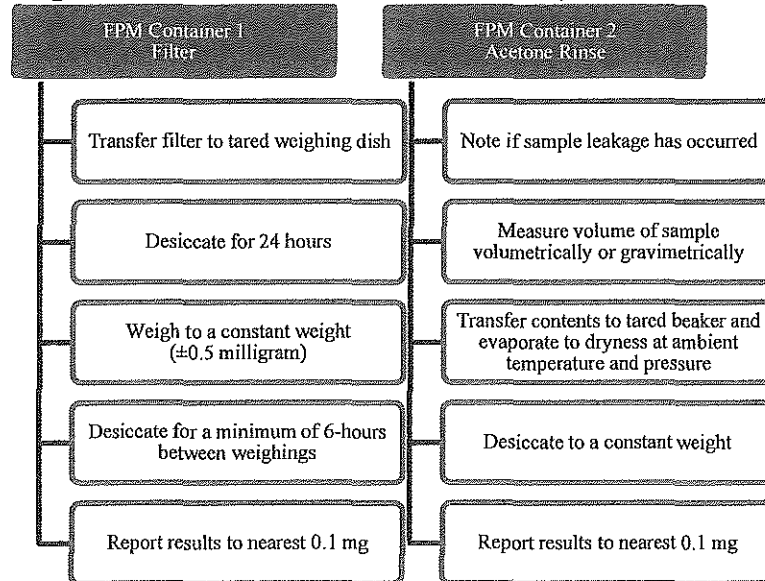 FPM Container 1
Filter
Transfer filter to tared weighing dish
Desiccate for 24 hours
Weigh to a constant weight
(±0.5 milligram)
Desiccate for a minimum of 6-hours
between weighings
Report results to nearest 0.1 mg
FPM Container 2
Acetone Rinse
Note if sample leakage has occurred
Measure volume of sample
volumetrically or gravimetrically
Transfer contents to tared beaker and
evaporate to dryness at ambient
temperature and pressure
Desiccate to a constant weight
Report results to nearest 0.1 mg